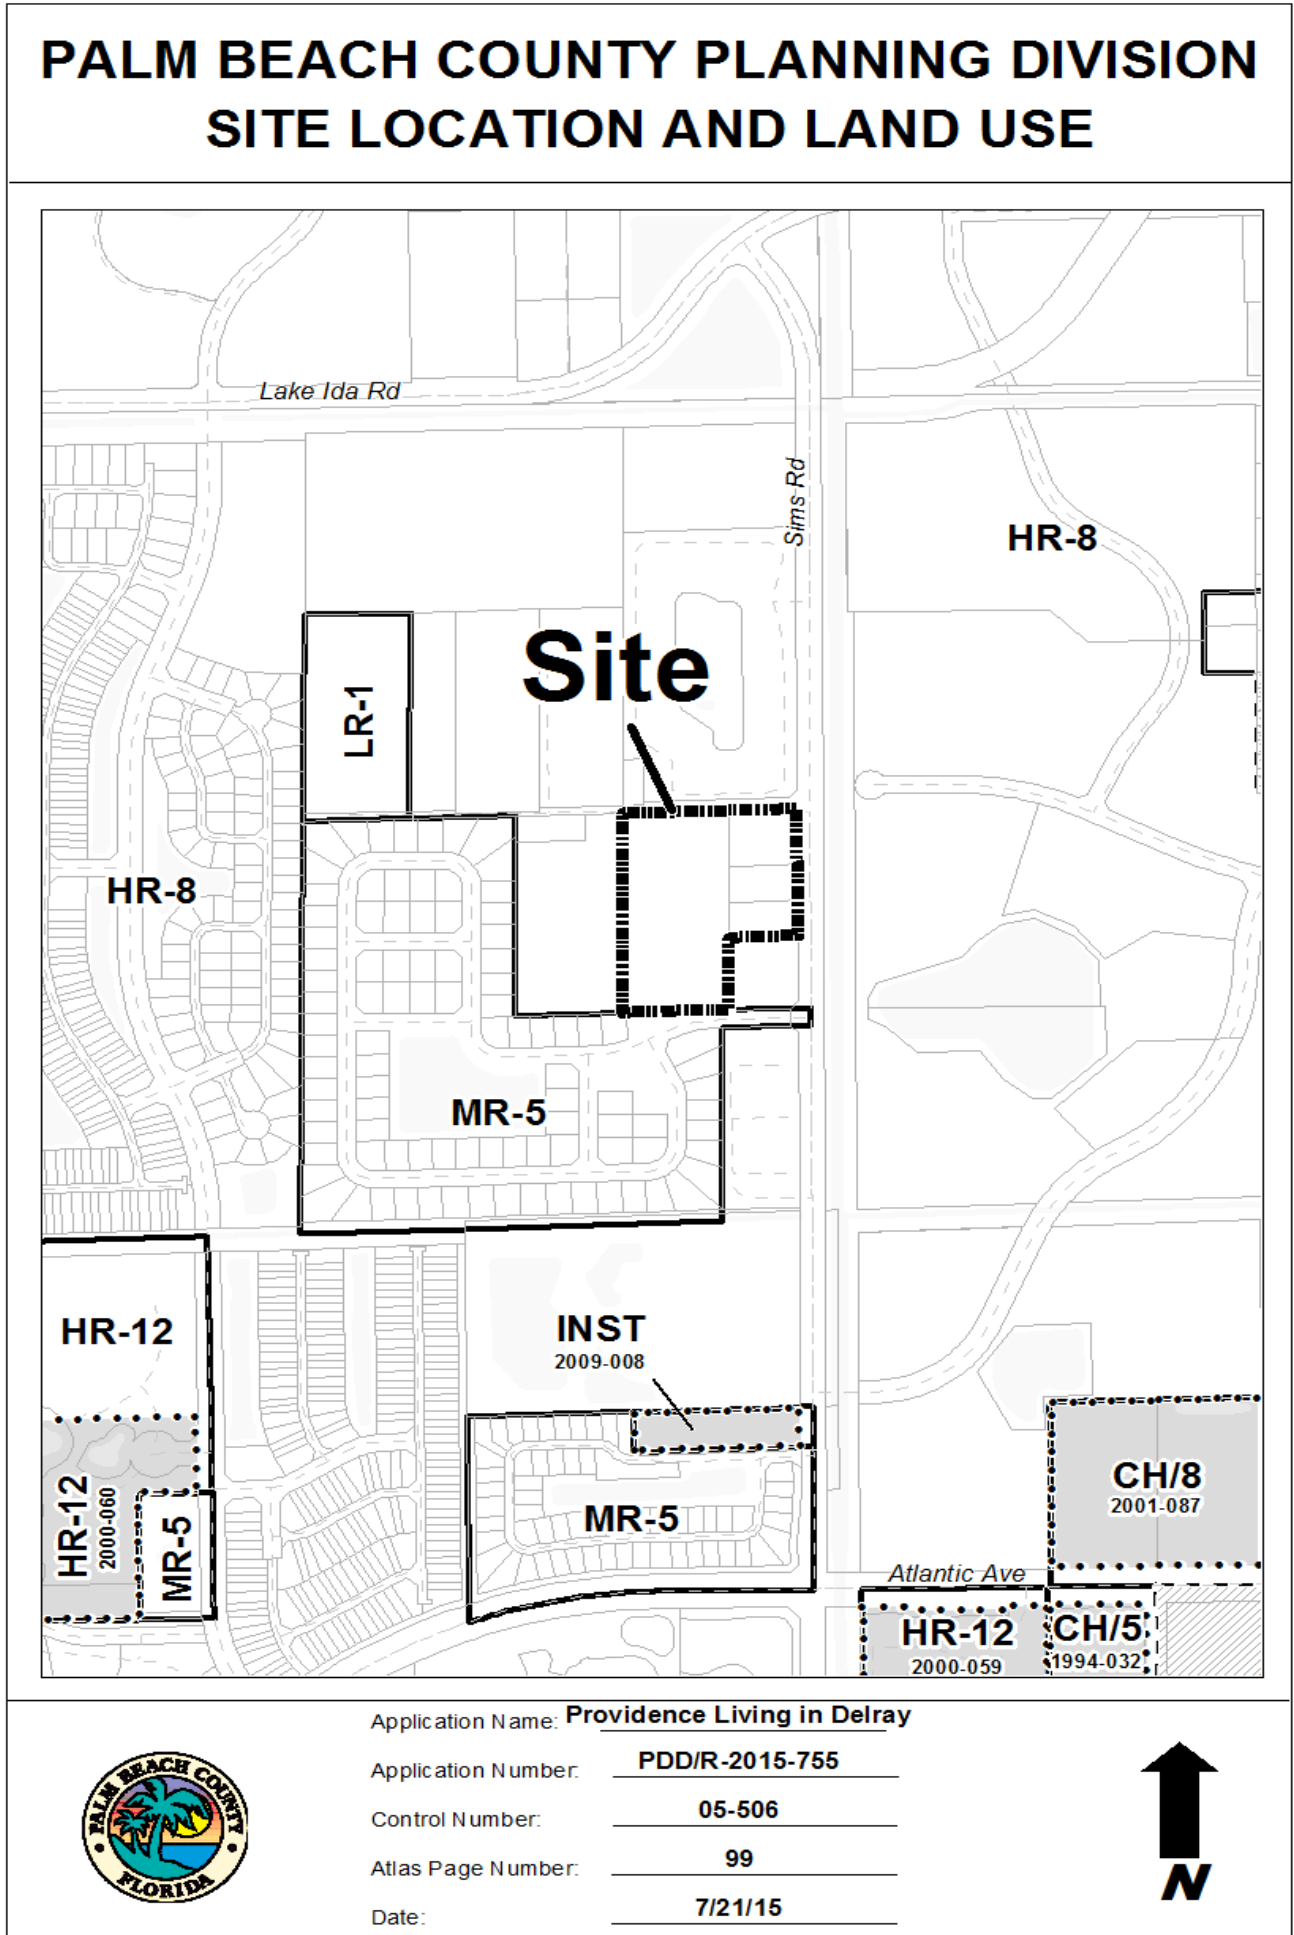 PALM BEACH COUNTY PLANNING DIVISION
SITE LOCATION AND LAND USE
Lake Ida Rd
Sims Rd
HR-8
Site
LR-1
HR-8
MR-5
HR-12
INST
2009-008
CH/8
2001-087
HR-12
2000-060
MR-5
MR-5
Atlantic Ave
HR-12
2000-059
CH/5
1994-032
Application Name: Providence Living in Delray
Application Number: PDD/R-2015-755
Control Number: 05-506
Atlas Page Number: 99
Date: 7/21/15
PALM BEACH COUNTY
FLORIDA
N